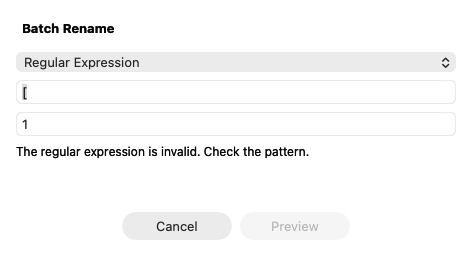 Batch Rename
Regular Expression
[
1
The regular expression is invalid. Check the pattern.
Cancel Preview